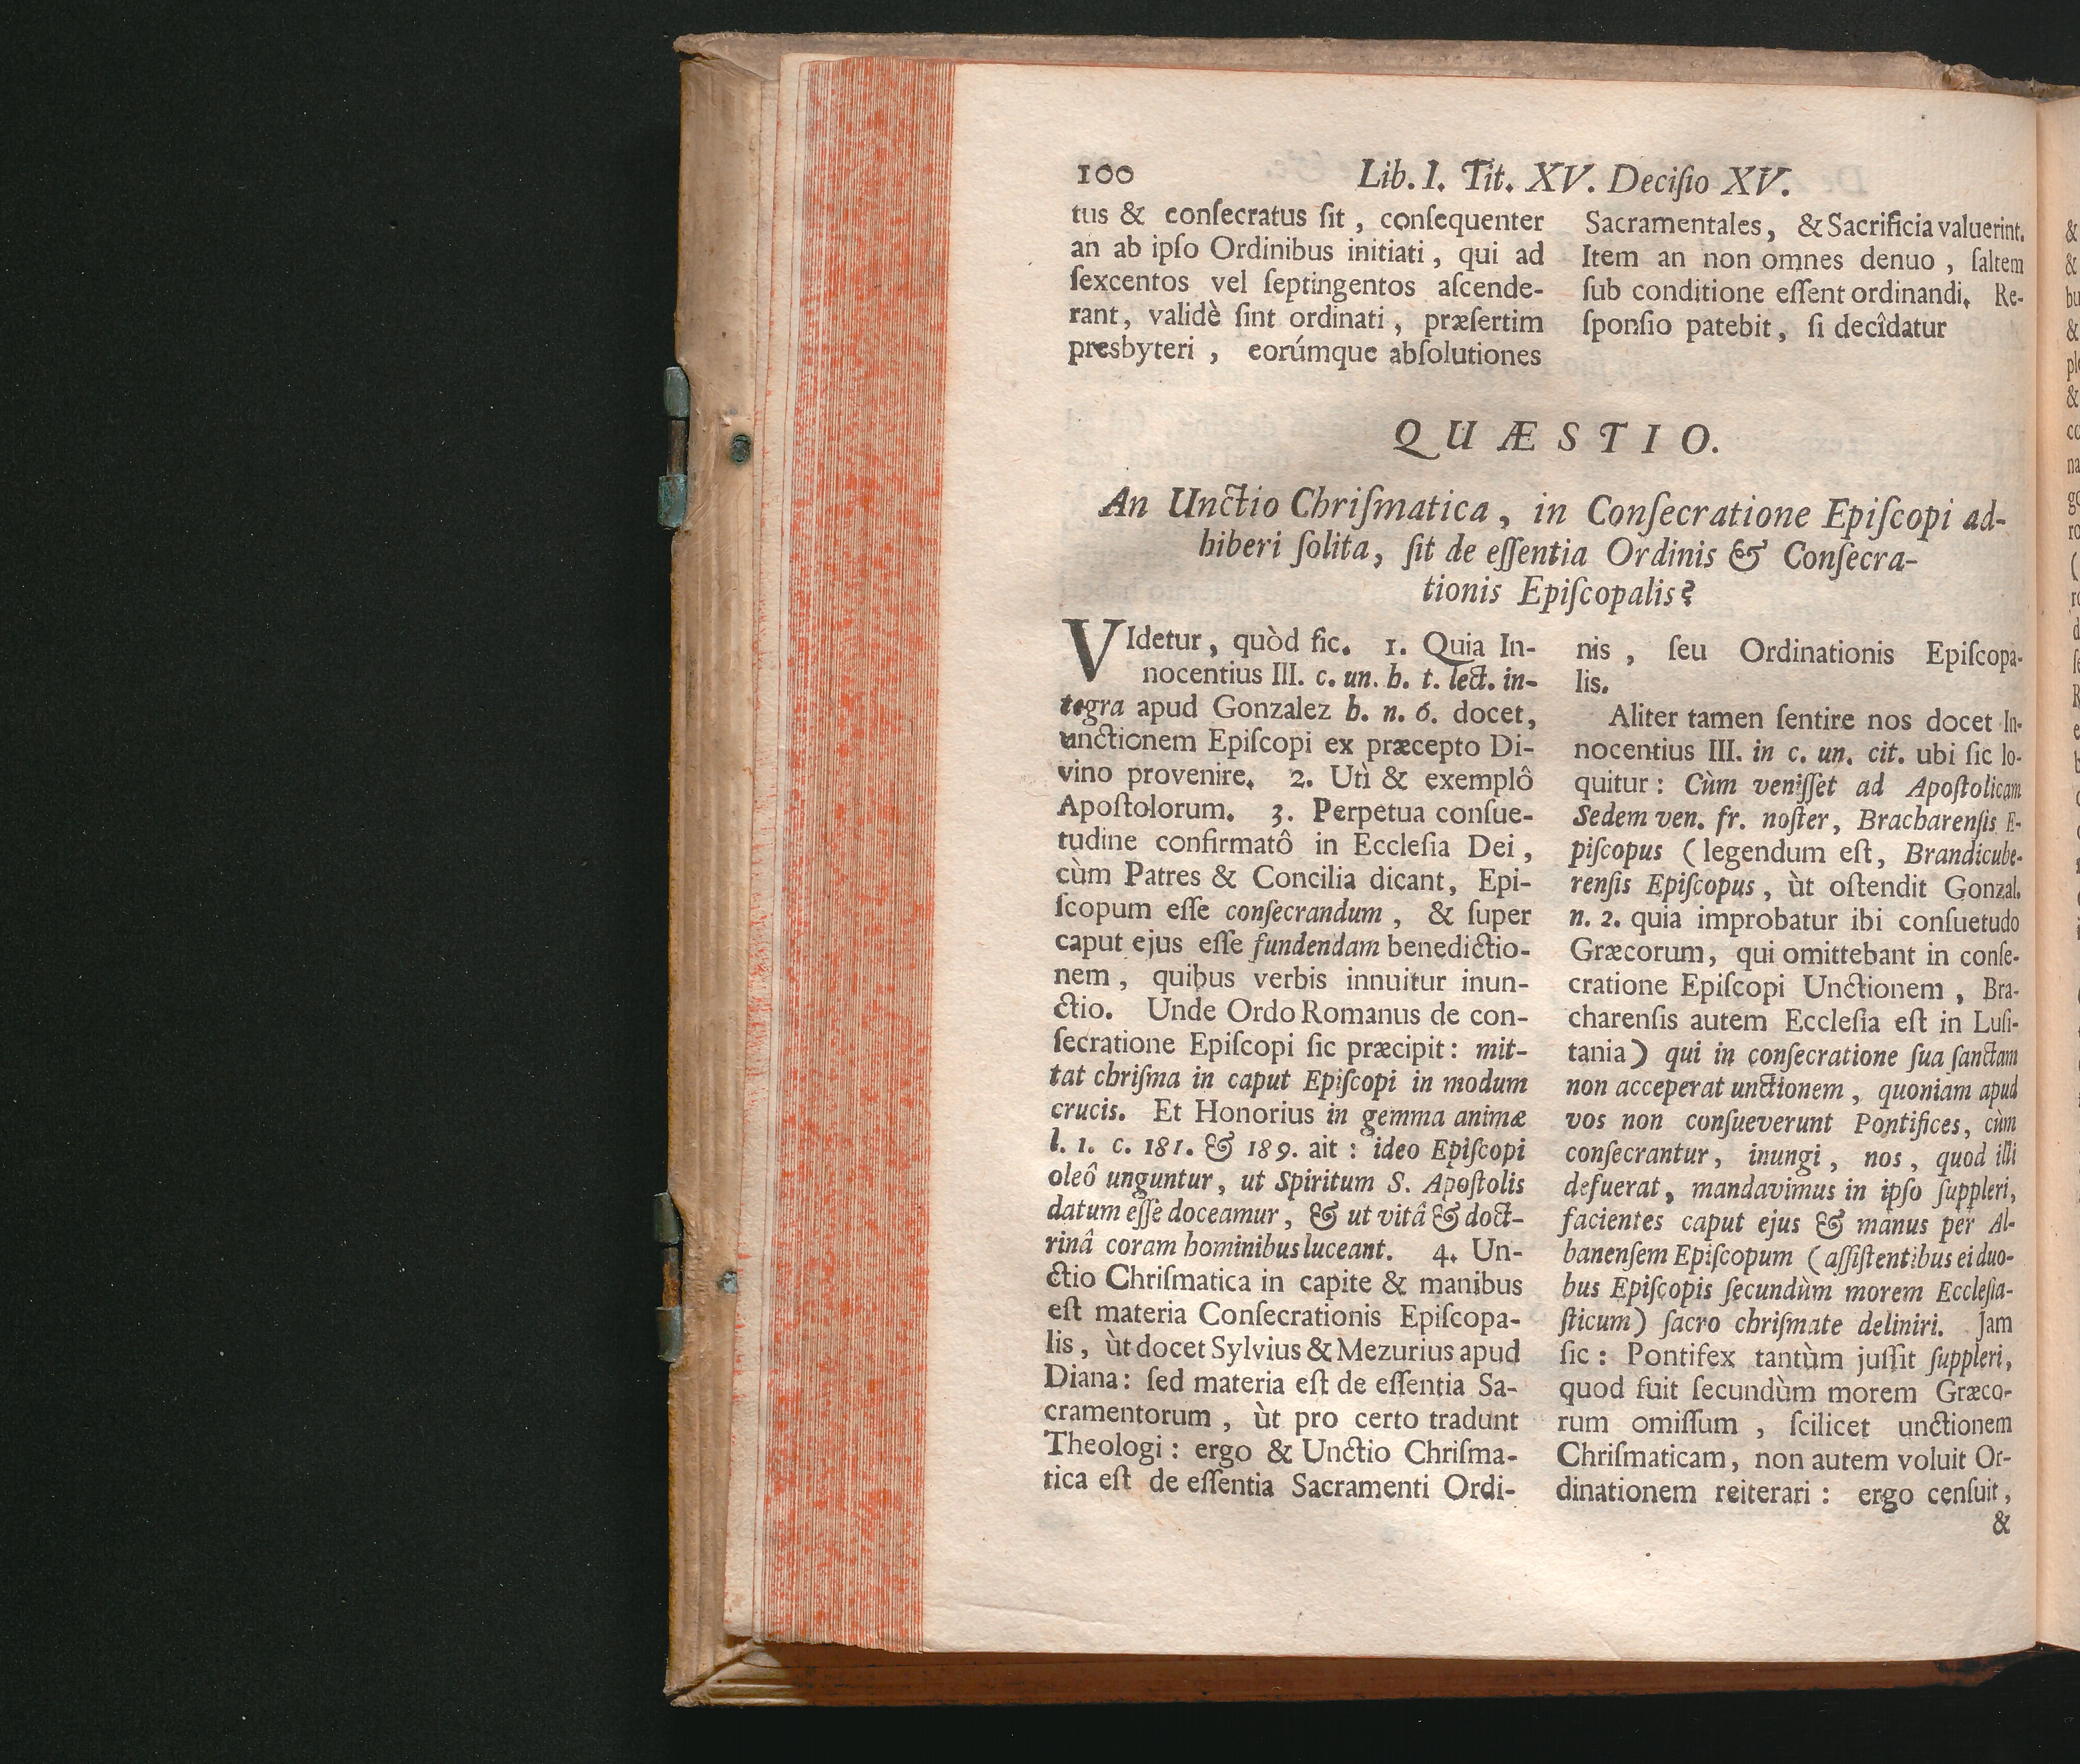 100
Lib. I. Tit. XV. Deciſio XV.
tus & conſecratus ſit, conſequenter
an ab ipſo Ordinibus initiati, qui ad
ſexcentos vel ſeptingentos aſcende-
rant, validè ſint ordinati, præſertim
presbyteri, eorúmque abſolutiones
Sacramentales, & Sacrificia valuerint.
Item an non omnes denuo, ſaltem
ſub conditione eſſent ordinandi. Re-
ſponſio patebit, ſi decîdatur
QUÆSTIO.
An Unctio Chriſmatica, in Conſecratione Epiſcopi ad-
hiberi ſolita, ſit de eſſentia Ordinis & Conſecra-
tionis Epiſcopalis?
VIdetur, quòd ſic. 1. Quia In-
nocentius III. c. un. h. t. lect. in-
tegra apud Gonzalez h. n. 6. docet,
unctionem Epiſcopi ex præcepto Di-
vino provenire. 2. Utì & exemplô
Apoſtolorum. 3. Perpetua conſue-
tudine confirmatô in Eccleſia Dei,
cùm Patres & Concilia dicant, Epi-
ſcopum eſſe conſecrandum, & ſuper
caput ejus eſſe fundendam benedictio-
nem, quibus verbis innuitur inun-
ctio. Unde Ordo Romanus de con-
ſecratione Epiſcopi ſic præcipit: mit-
tat chriſma in caput Epiſcopi in modum
crucis. Et Honorius in gemma animæ
l. 1. c. 181. & 189. ait: ideo Epiſcopi
oleô unguntur, ut Spiritum S. Apoſtolis
datum eſſe doceamur, & ut vitâ & doct-
rinâ coram hominibus luceant. 4. Un-
ctio Chriſmatica in capite & manibus
eſt materia Conſecrationis Epiſcopa-
lis, ùt docet Sylvius & Mezurius apud
Diana: ſed materia eſt de eſſentia Sa-
cramentorum, ùt pro certo tradunt
Theologi: ergo & Unctio Chriſma-
tica eſt de eſſentia Sacramenti Ordi-
nis, ſeu Ordinationis Epiſcopa-
lis.
Aliter tamen ſentire nos docet In-
nocentius III. in c. un. cit. ubi ſic lo-
quitur: Cùm veniſſet ad Apoſtolicam
Sedem ven. fr. noſter, Bracharenſis E-
piſcopus (legendum eſt, Brandicube-
renſis Epiſcopus, ùt oſtendit Gonzal.
n. 2. quia improbatur ibi conſuetudo
Græcorum, qui omittebant in conſe-
cratione Epiſcopi Unctionem, Bra-
charenſis autem Eccleſia eſt in Luſi-
tania) qui in conſecratione ſua ſanctam
non acceperat unctionem, quoniam apud
vos non conſueverunt Pontifices, cùm
conſecrantur, inungi, nos, quod illi
defuerat, mandavimus in ipſo ſuppleri,
facientes caput ejus & manus per Al-
banenſem Epiſcopum (aſſiſtentibus ei duo-
bus Epiſcopis ſecundùm morem Eccleſia-
ſticum) ſacro chriſmate deliniri. Jam
ſic: Pontifex tantùm juſſit ſuppleri,
quod fuit ſecundùm morem Græco-
rum omiſſum, ſcilicet unctionem
Chriſmaticam, non autem voluit Or-
dinationem reiterari: ergo cenſuit,
&